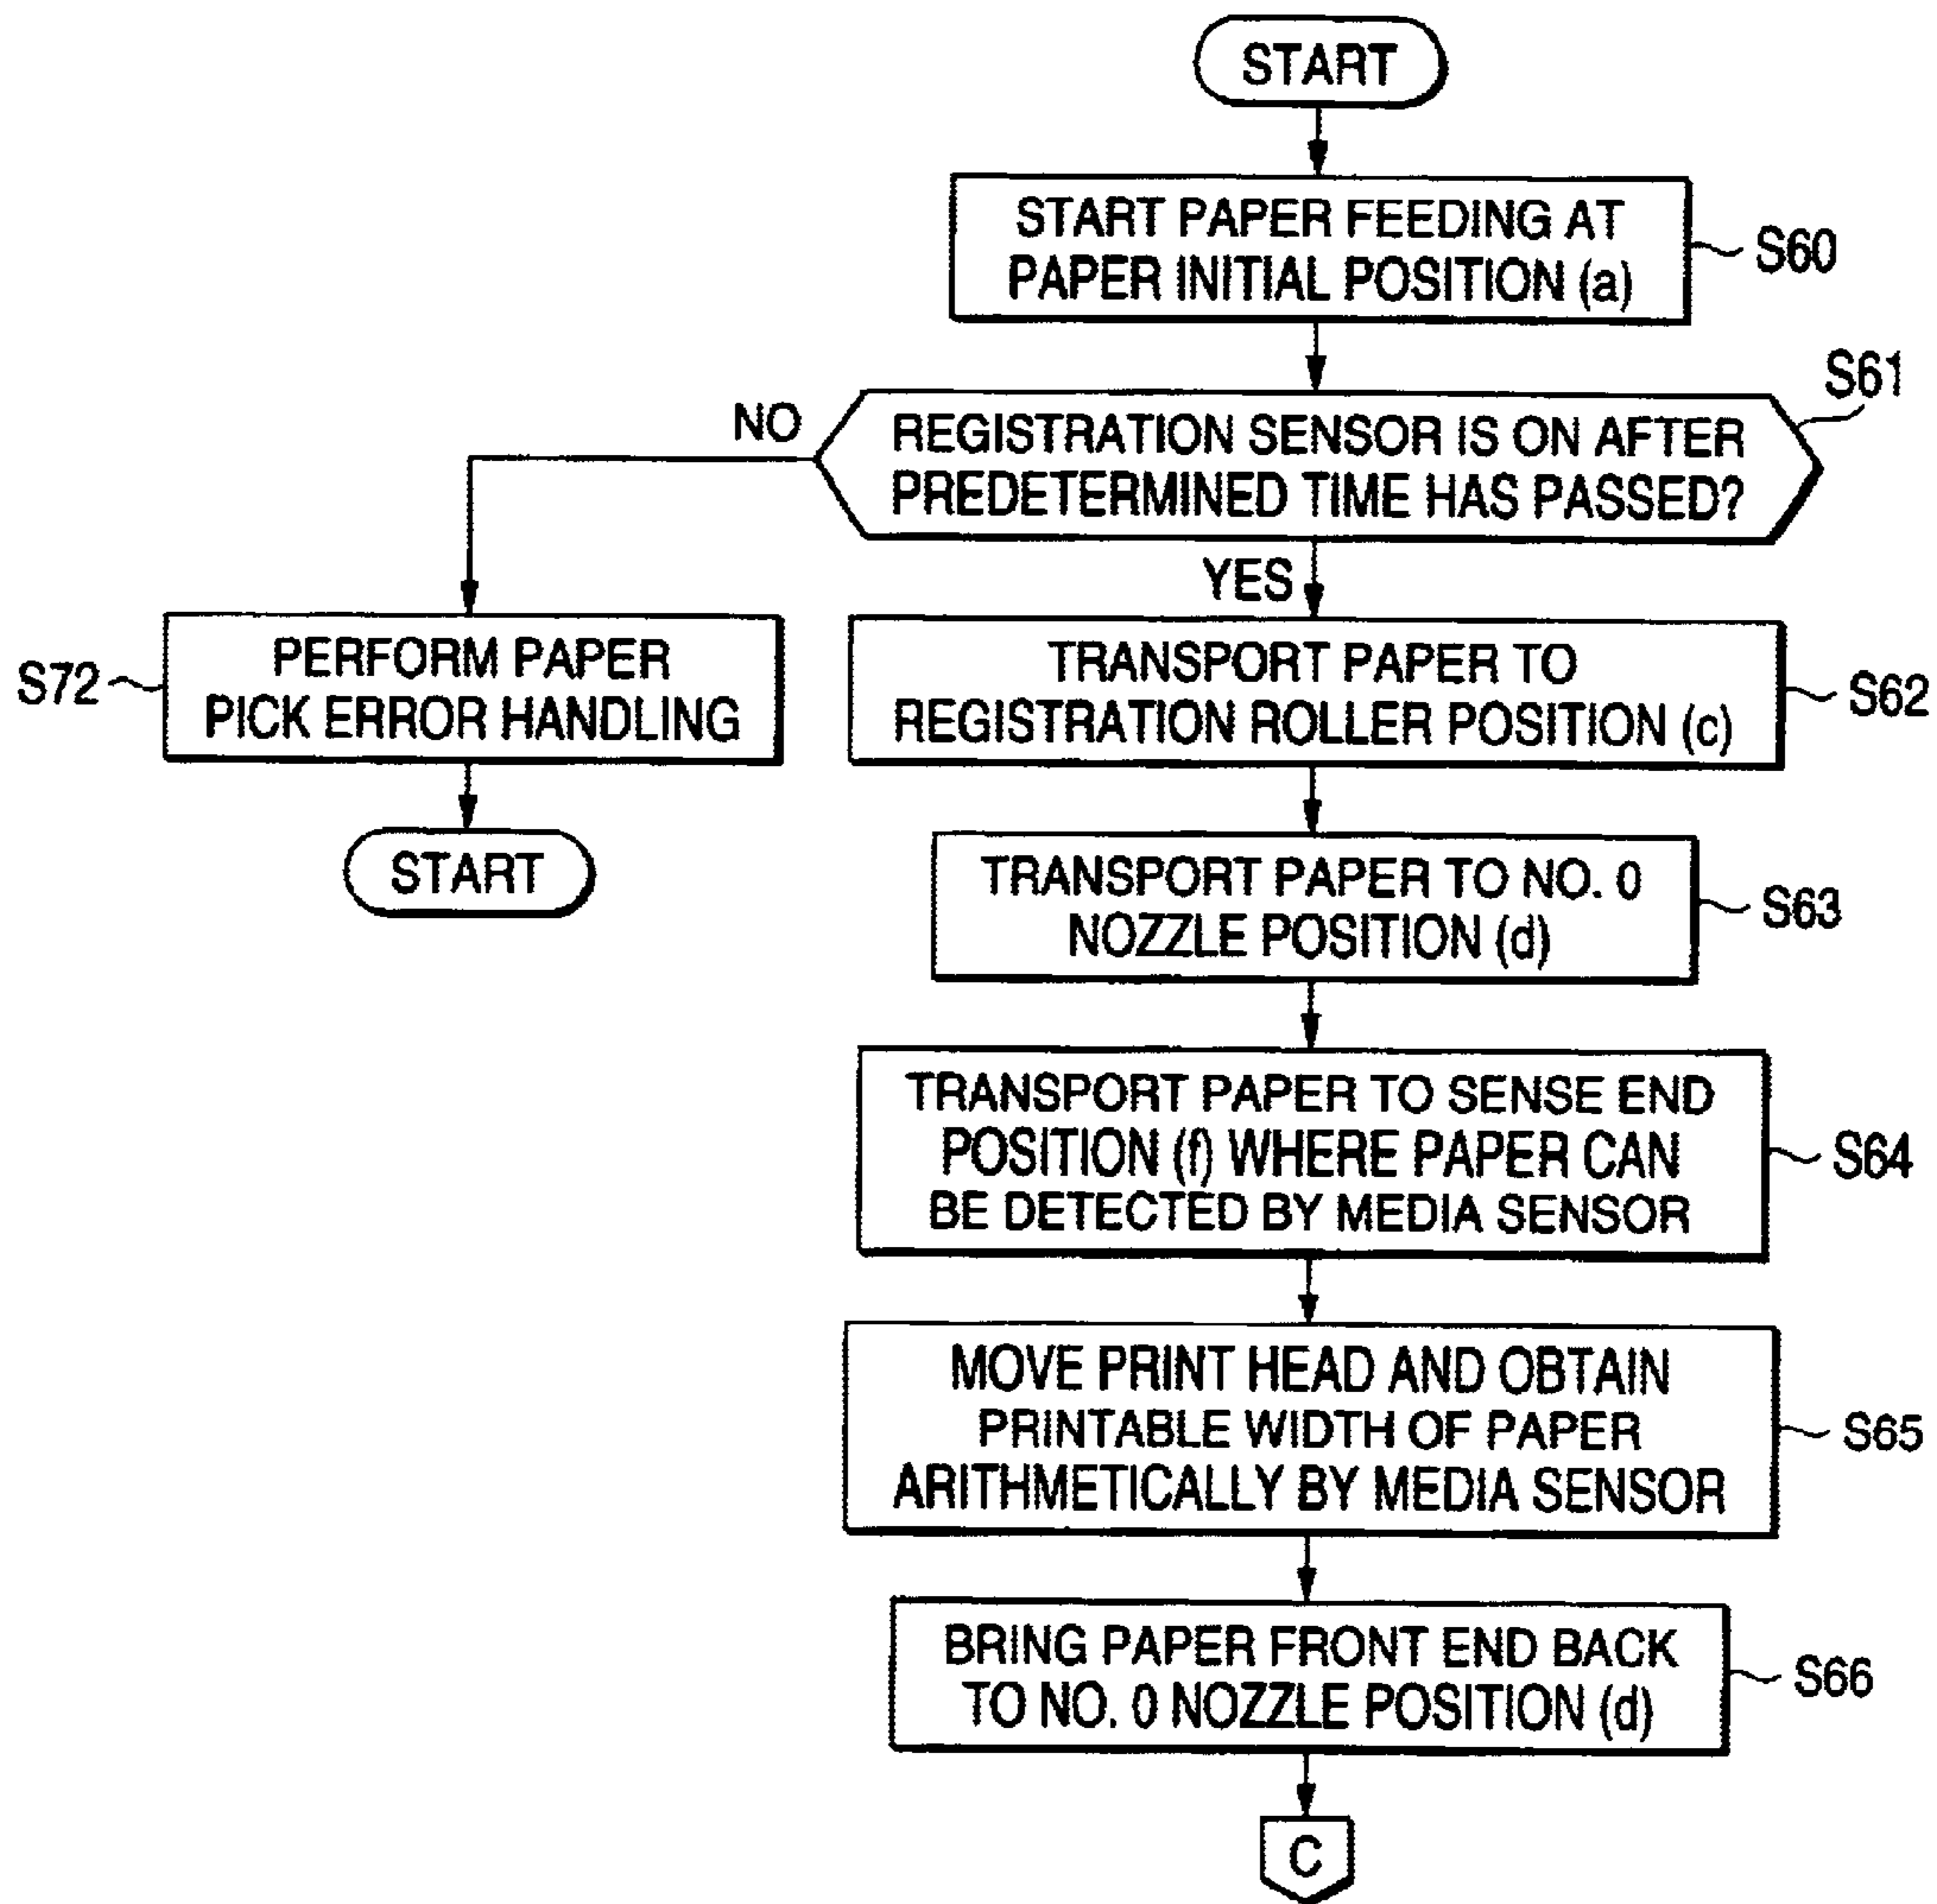 START
START PAPER FEEDING AT
PAPER INITIAL POSITION (a)
S60
S61
NO
REGISTRATION SENSOR IS ON AFTER
PREDETERMINED TIME HAS PASSED?
YES
S72
PERFORM PAPER
PICK ERROR HANDLING
START
TRANSPORT PAPER TO
REGISTRATION ROLLER POSITION (c)
S62
TRANSPORT PAPER TO NO. 0
NOZZLE POSITION (d)
S63
TRANSPORT PAPER TO SENSE END
POSITION (f) WHERE PAPER CAN
BE DETECTED BY MEDIA SENSOR
S64
MOVE PRINT HEAD AND OBTAIN
PRINTABLE WIDTH OF PAPER
ARITHMETICALLY BY MEDIA SENSOR
S65
BRING PAPER FRONT END BACK
TO NO. 0 NOZZLE POSITION (d)
S66
C